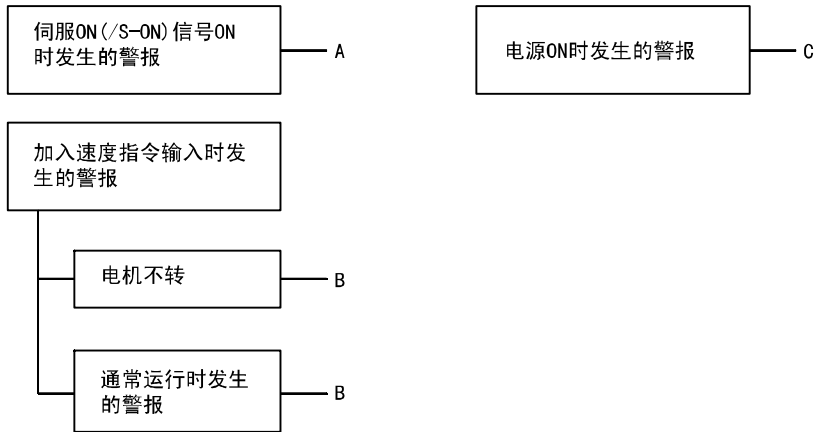 伺服ON(/S-ON)信号ON
时发生的警报
A
电源ON时发生的警报
C
加入速度指令输入时发
生的警报
电机不转
B
通常运行时发生
的警报
B